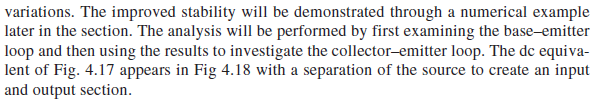 variations. The improved stability will be demonstrated through a numerical example
later in the section. The analysis will be performed by first examining the base–emitter
loop and then using the results to investigate the collector–emitter loop. The dc equiva-
lent of Fig. 4.17 appears in Fig 4.18 with a separation of the source to create an input
and output section.